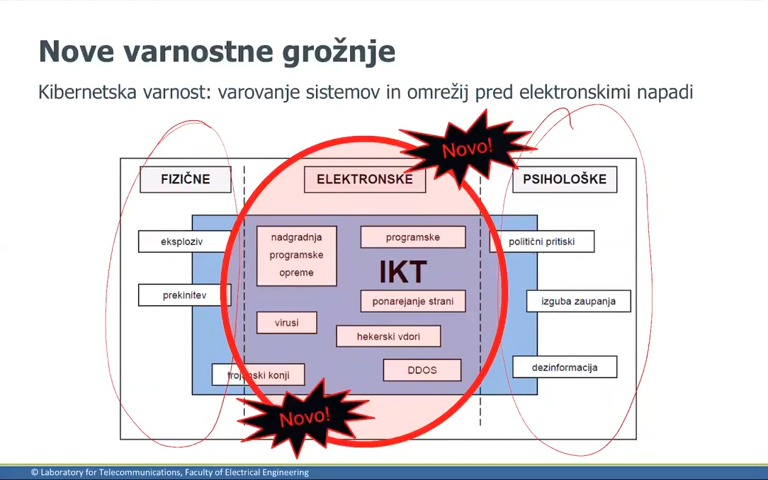 Nove varnostne grožnje
Kibernetska varnost: varovanje sistemov in omrežij pred elektronskimi napadi
Novo!
FIZIČNE
ELEKTRONSKE
PSIHOLOŠKE
eksploziv
prekinitev
nadgradnja
programske
opreme
programske
IKT
ponarejanje strani
virusi
hekerski vdori
trojanski konji
DDOS
politični pritiski
izguba zaupanja
dezinformacija
Novo!
© Laboratory for Telecommunications, Faculty of Electrical Engineering